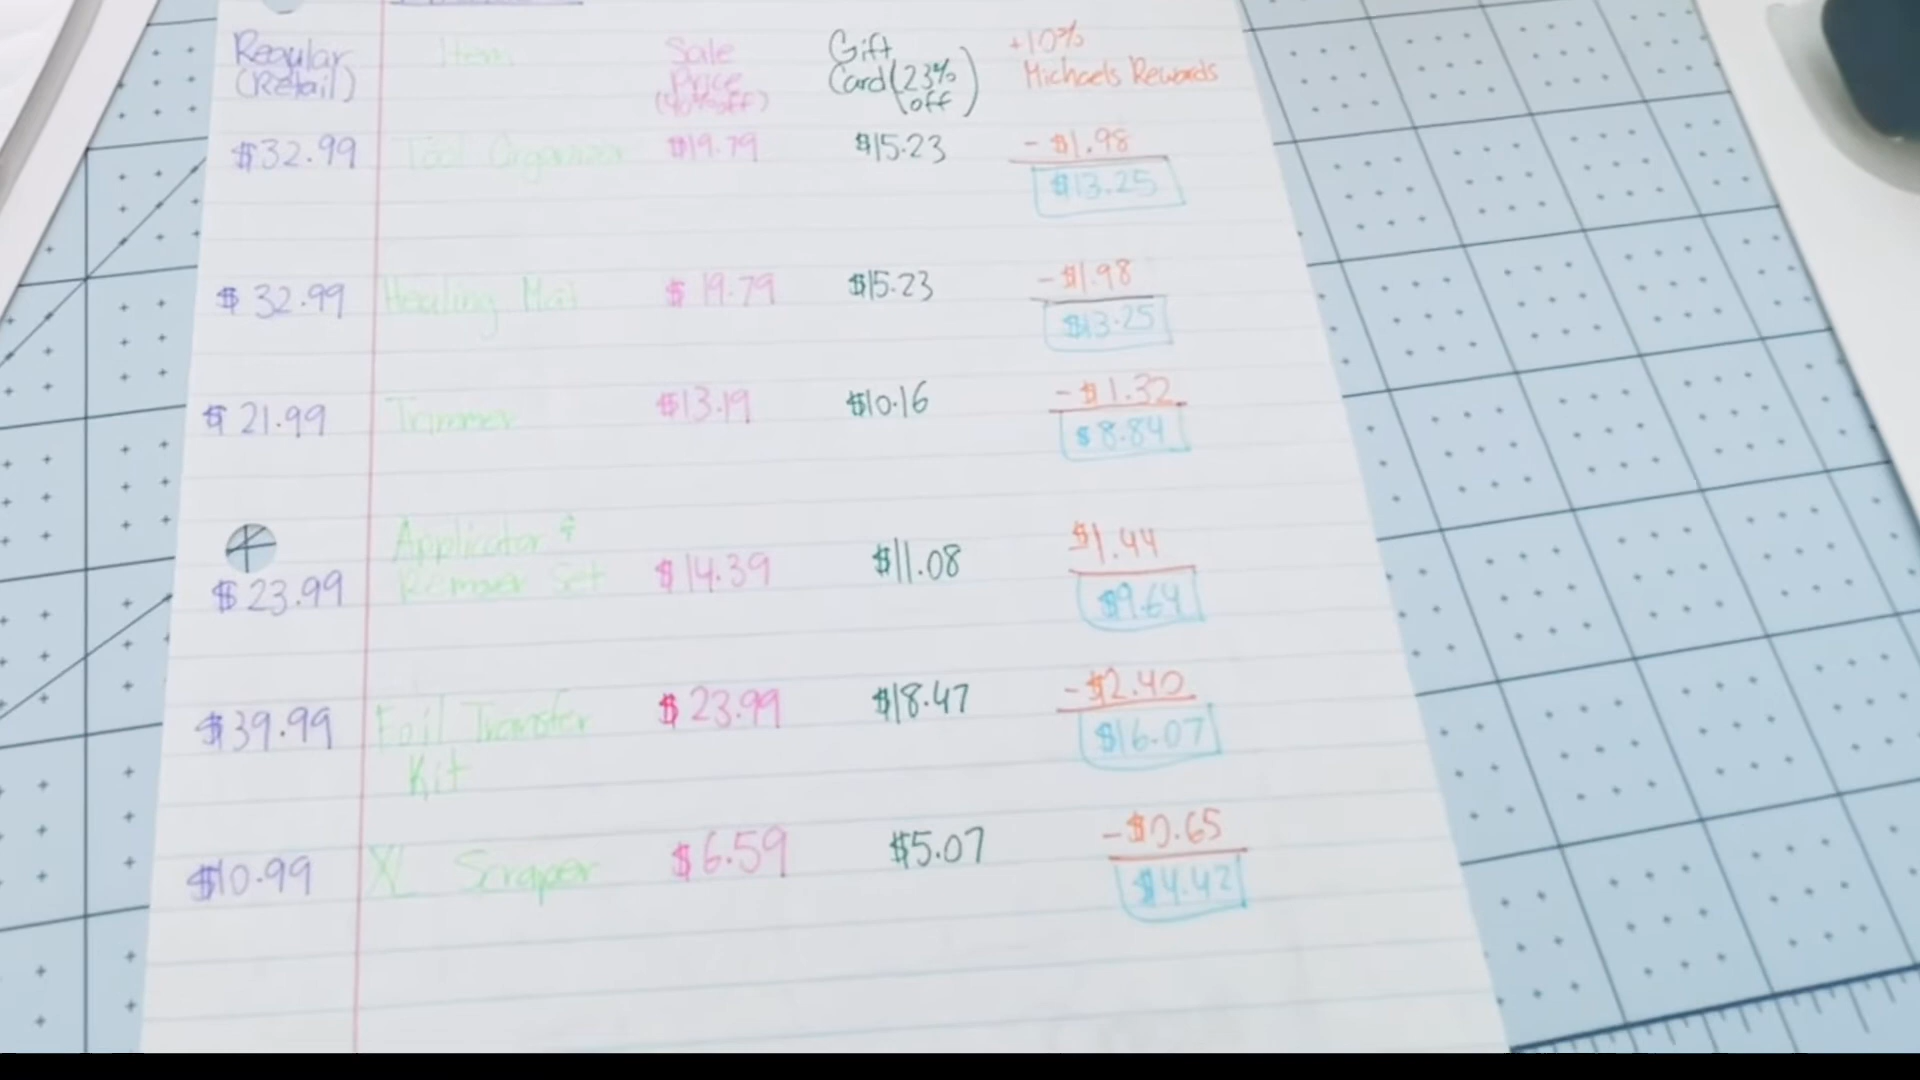 Regular (Retail) Item Sale Price (40% off) Gift Card (23% off) +10% Michaels Rewards
$32.99 Tool Organizer $19.79 $15.23 - $1.98
$13.25
$32.99 Healing Mat $19.79 $15.23 - $1.98
$13.25
$21.99 Trimmer $13.19 $10.16 - $1.32
$8.84
$23.99 Applicator & Remover Set $14.39 $11.08 $1.44
$9.64
$39.99 Foil Transfer Kit $23.99 $18.47 - $2.40
$16.07
$10.99 XL Scraper $6.59 $5.07 - $0.65
$4.42